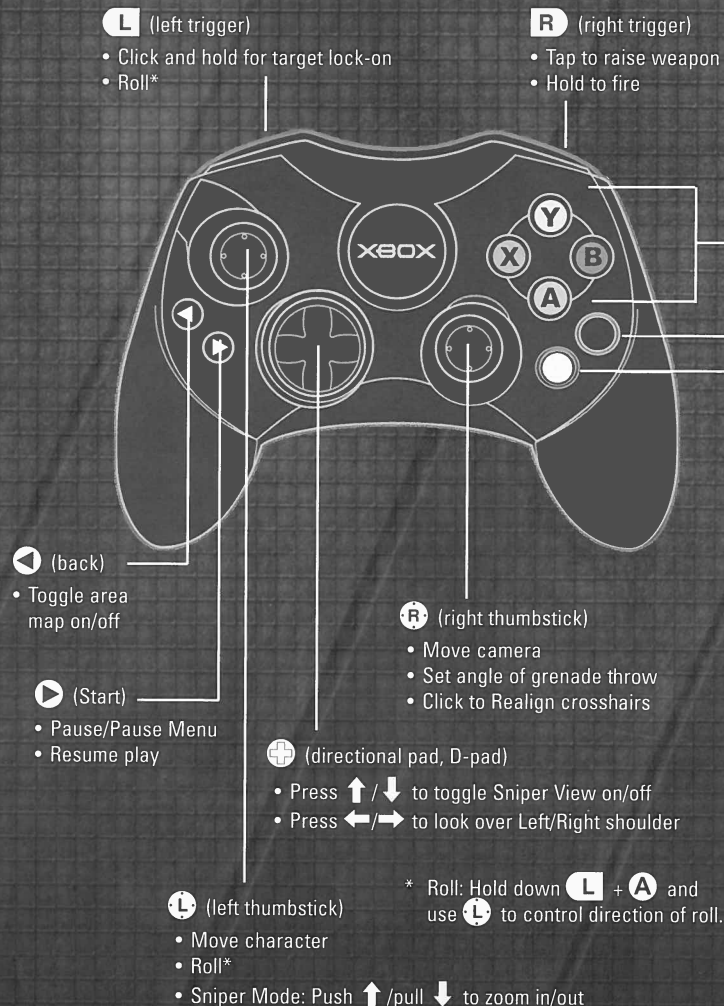 L (left trigger)
• Click and hold for target lock-on
• Roll*
R (right trigger)
• Tap to raise weapon
• Hold to fire
XBOX
Y
X B
A
(back)
• Toggle area
map on/off
(Start)
• Pause/Pause Menu
• Resume play
R (right thumbstick)
• Move camera
• Set angle of grenade throw
• Click to Realign crosshairs
(directional pad, D-pad)
• Press ⬆/⬇ to toggle Sniper View on/off
• Press ⬅/➡ to look over Left/Right shoulder
* Roll: Hold down L + A and
use L to control direction of roll.
L (left thumbstick)
• Move character
• Roll*
• Sniper Mode: Push ⬆/pull ⬇ to zoom in/out